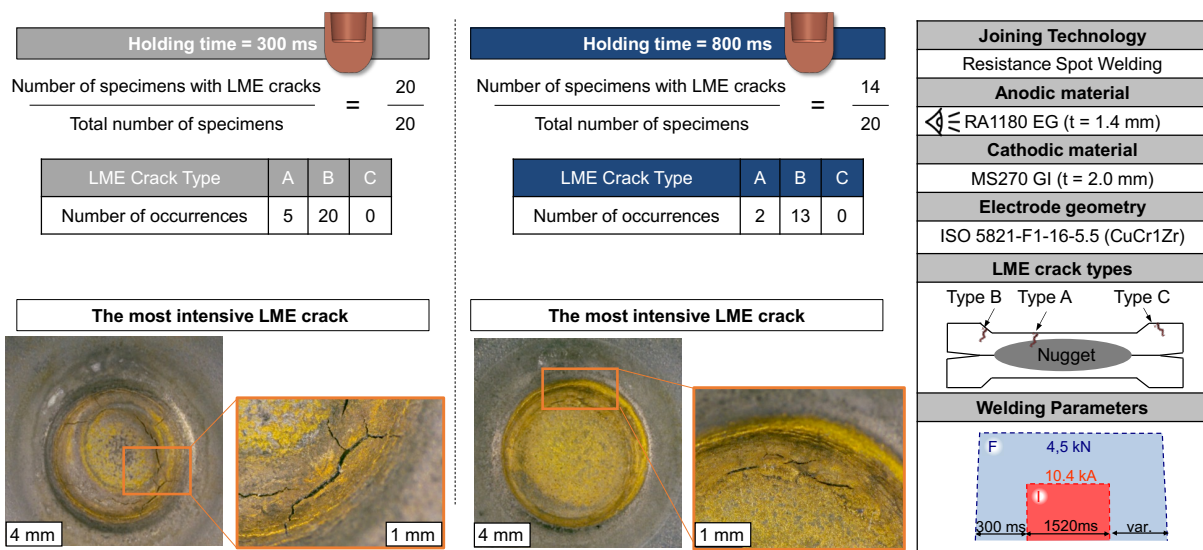 Holding time = 300 ms
Number of specimens with LME cracks
Total number of specimens
=
20
20
LME Crack Type A B C
Number of occurrences 5 20 0
The most intensive LME crack
4 mm
1 mm
Holding time = 800 ms
Number of specimens with LME cracks
Total number of specimens
=
14
20
LME Crack Type A B C
Number of occurrences 2 13 0
The most intensive LME crack
4 mm
1 mm
Joining Technology
Resistance Spot Welding
Anodic material
RA1180 EG (t = 1.4 mm)
Cathodic material
MS270 GI (t = 2.0 mm)
Electrode geometry
ISO 5821-F1-16-5.5 (CuCr1Zr)
LME crack types
Type B Type A Type C
Nugget
Welding Parameters
F
4,5 kN
10.4 kA
I
300 ms 1520ms var.